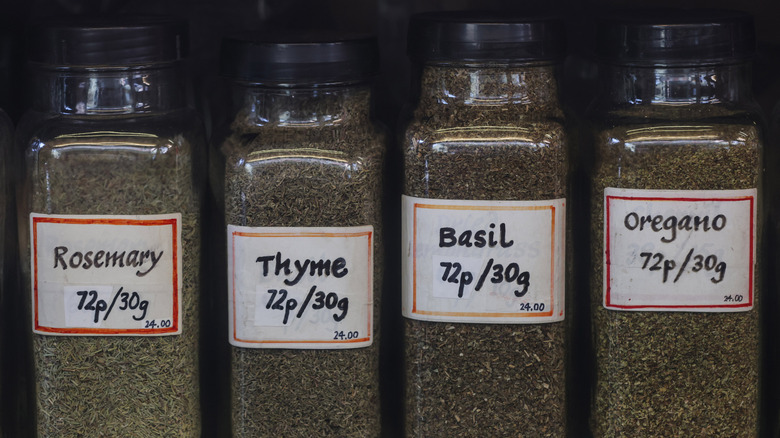 Rosemary
72p/30g
24.00
Thyme
72p/30g
24.00
Basil
72p/30g
24.00
Oregano
72p/30g
24.00